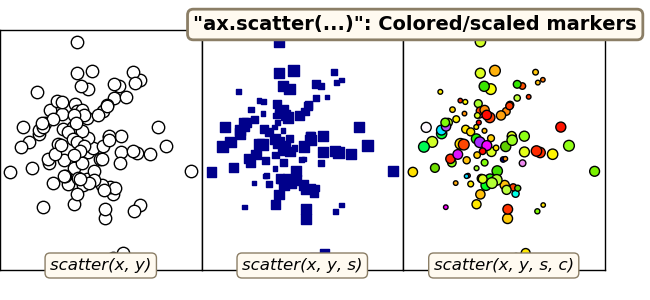 "ax.scatter(...)": Colored/scaled markers
scatter(x, y)
scatter(x, y, s)
scatter(x, y, s, c)